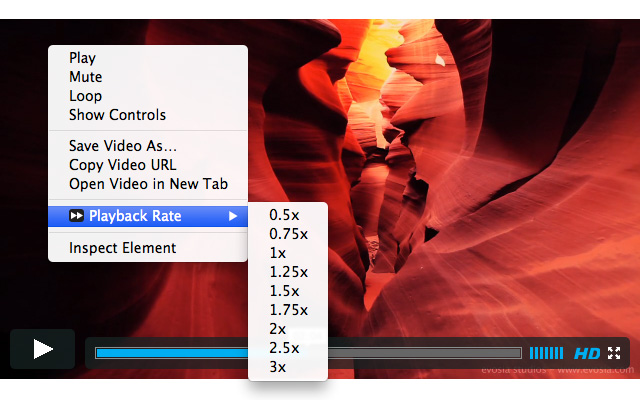 Play
Mute
Loop
Show Controls
Save Video As…
Copy Video URL
Open Video in New Tab
Playback Rate
Inspect Element
0.5x
0.75x
1x
1.25x
1.5x
1.75x
2x
2.5x
3x
HD
evosia studios – www.evosia.com